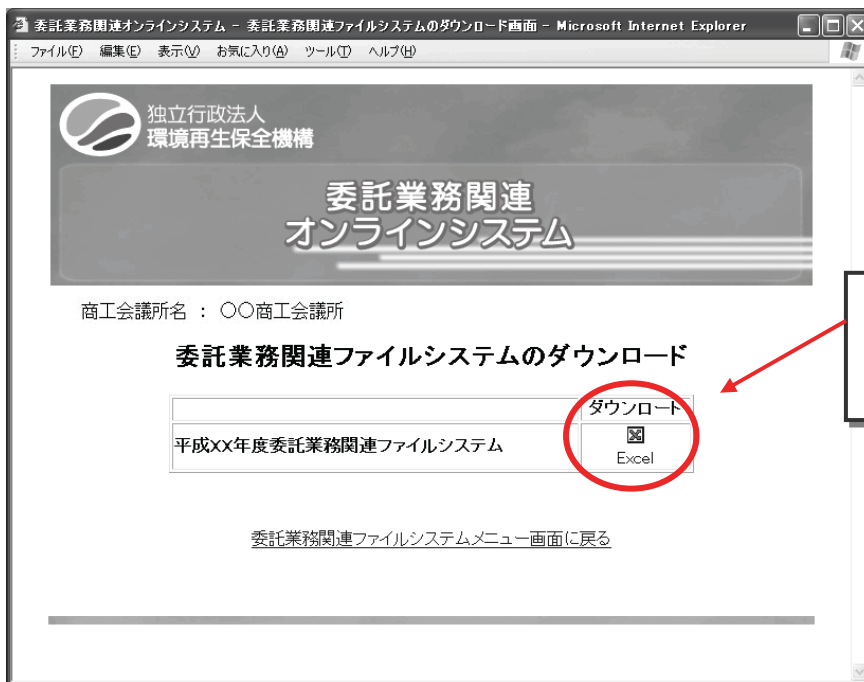 委託業務関連オンラインシステム - 委託業務関連ファイルシステムのダウンロード画面 - Microsoft Internet Explorer
ファイル(F) 編集(E) 表示(V) お気に入り(A) ツール(T) ヘルプ(H)
独立行政法人
環境再生保全機構
委託業務関連
オンラインシステム
商工会議所名 : 〇〇商工会議所
委託業務関連ファイルシステムのダウンロード
ダウンロード
平成XX年度委託業務関連ファイルシステム
Excel
委託業務関連ファイルシステムメニュー画面に戻る